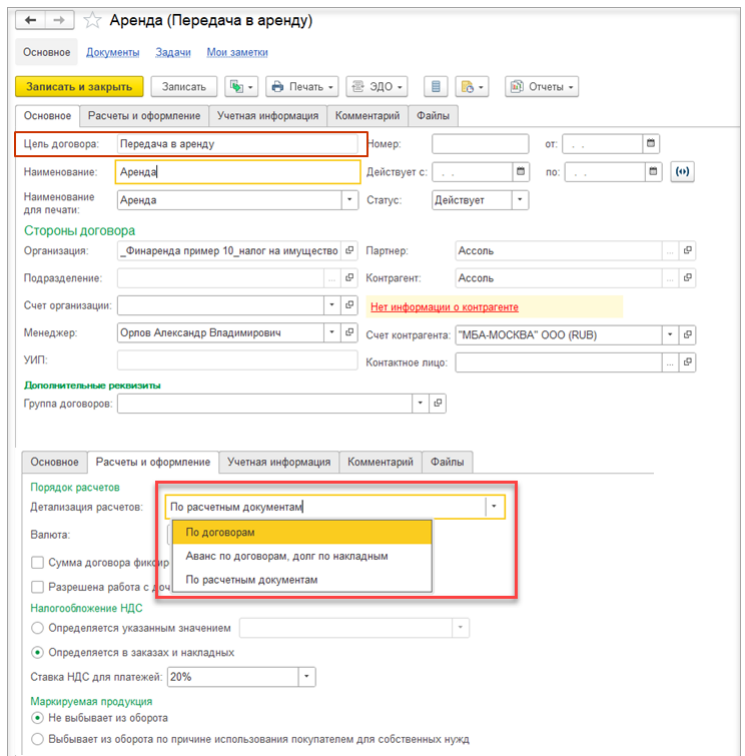 Аренда (Передача в аренду)
Основное Документы Задачи Мои заметки
Записать и закрыть Записать Печать ЭДО Отчеты
Основное Расчеты и оформление Учетная информация Комментарий Файлы
Цель договора: Передача в аренду Номер: от: . .
Наименование: Аренда Действует с: . . по: . .
Наименование для печати: Аренда Статус: Действует
Стороны договора
Организация: _Финаренда пример 10_налог на имущество Партнер: Ассоль
Подразделение: Контрагент: Ассоль
Счет организации: Нет информации о контрагенте
Менеджер: Орлов Александр Владимирович Счет контрагента: "МБА-МОСКВА" ООО (RUB)
УИП: Контактное лицо:
Дополнительные реквизиты
Группа договоров:
Основное Расчеты и оформление Учетная информация Комментарий Файлы
Порядок расчетов
Детализация расчетов: По расчетным документам
Валюта: По договорам
Сумма договора фиксир Аванс по договорам, долг по накладным
Разрешена работа с доч По расчетным документам
Налогообложение НДС
Определяется указанным значением
Определяется в заказах и накладных
Ставка НДС для платежей: 20%
Маркируемая продукция
Не выбывает из оборота
Выбывает из оборота по причине использования покупателем для собственных нужд